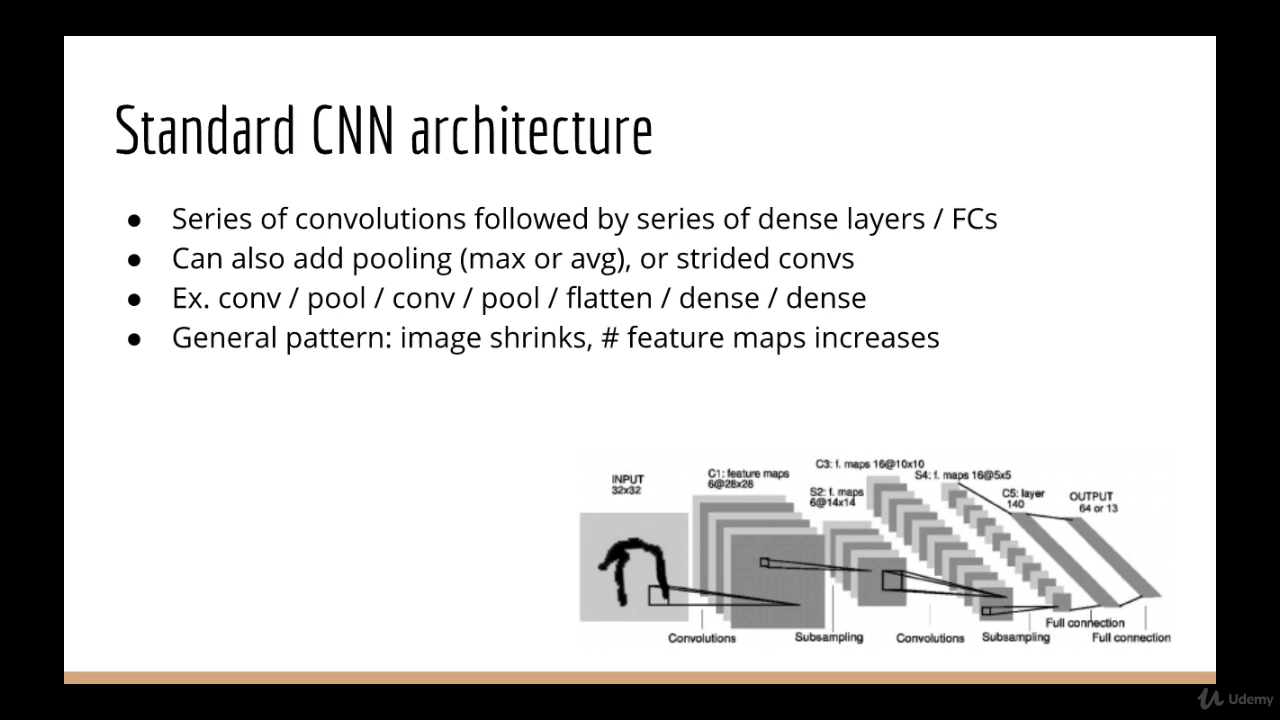 Standard CNN architecture
● Series of convolutions followed by series of dense layers / FCs
● Can also add pooling (max or avg), or strided convs
● Ex. conv / pool / conv / pool / flatten / dense / dense
● General pattern: image shrinks, # feature maps increases
INPUT
32x32
C1: feature maps
6@28x28
S2: f. maps
6@14x14
C3: f. maps 16@10x10
S4: f. maps 16@5x5
C5: layer
140
OUTPUT
64 or 13
Convolutions
Subsampling
Convolutions
Subsampling
Full connection
Full connection
Udemy